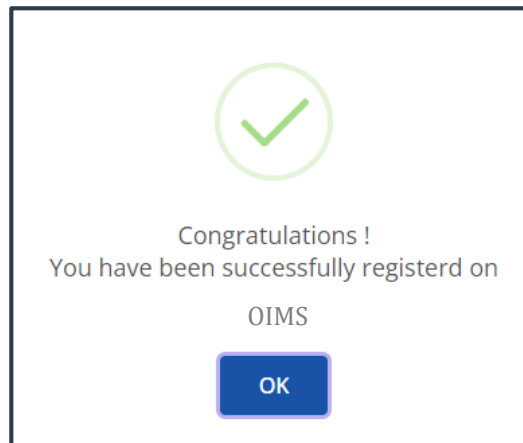 Congratulations !
You have been successfully registerd on
OIMS
OK